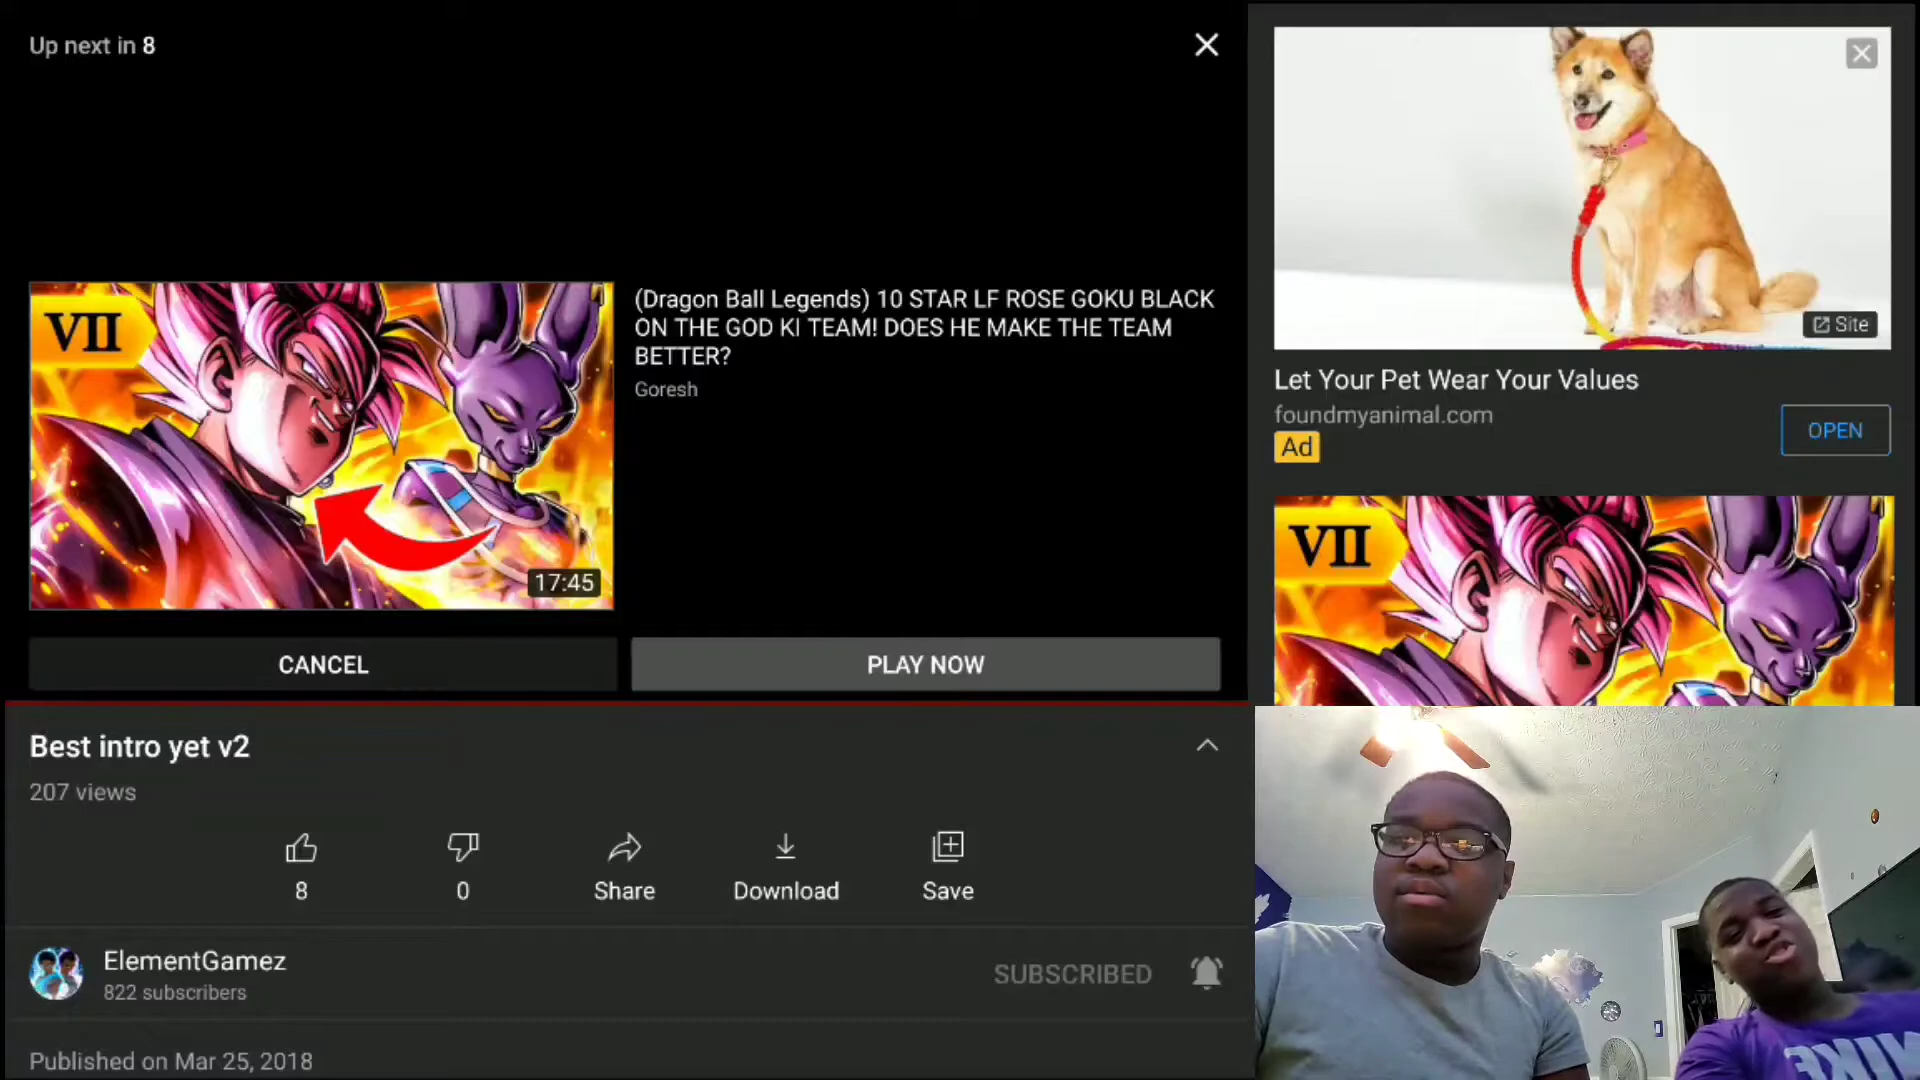 Up next in 8
VII
17:45
(Dragon Ball Legends) 10 STAR LF ROSE GOKU BLACK
ON THE GOD KI TEAM! DOES HE MAKE THE TEAM
BETTER?
Goresh
CANCEL
PLAY NOW
Best intro yet v2
207 views
8
0
Share
Download
Save
ElementGamez
822 subscribers
SUBSCRIBED
Published on Mar 25, 2018
Site
Let Your Pet Wear Your Values
foundmyanimal.com
Ad
OPEN
VII
NIKE